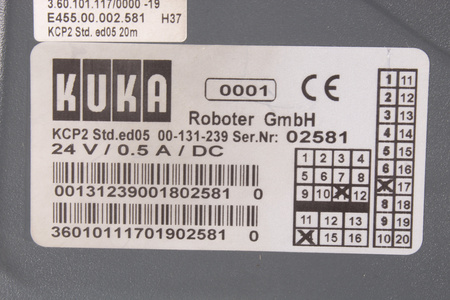 3.60.101.117/0000 -19
E455.00.002.581 H37
KCP2 Std. ed05 20m
KUKA 0001 CE
Roboter GmbH
KCP2 Std.ed05 00-131-239 Ser.Nr: 02581
24 V / 0.5 A / DC
001312239001802581 0
36010111701902581 0
1 2 3 4
5 6 7 8
9 10 12
11 12 13
15 16
1 11
2 12
3 13
4 14
5 15
6 16
17
8 18
9 19
10 20